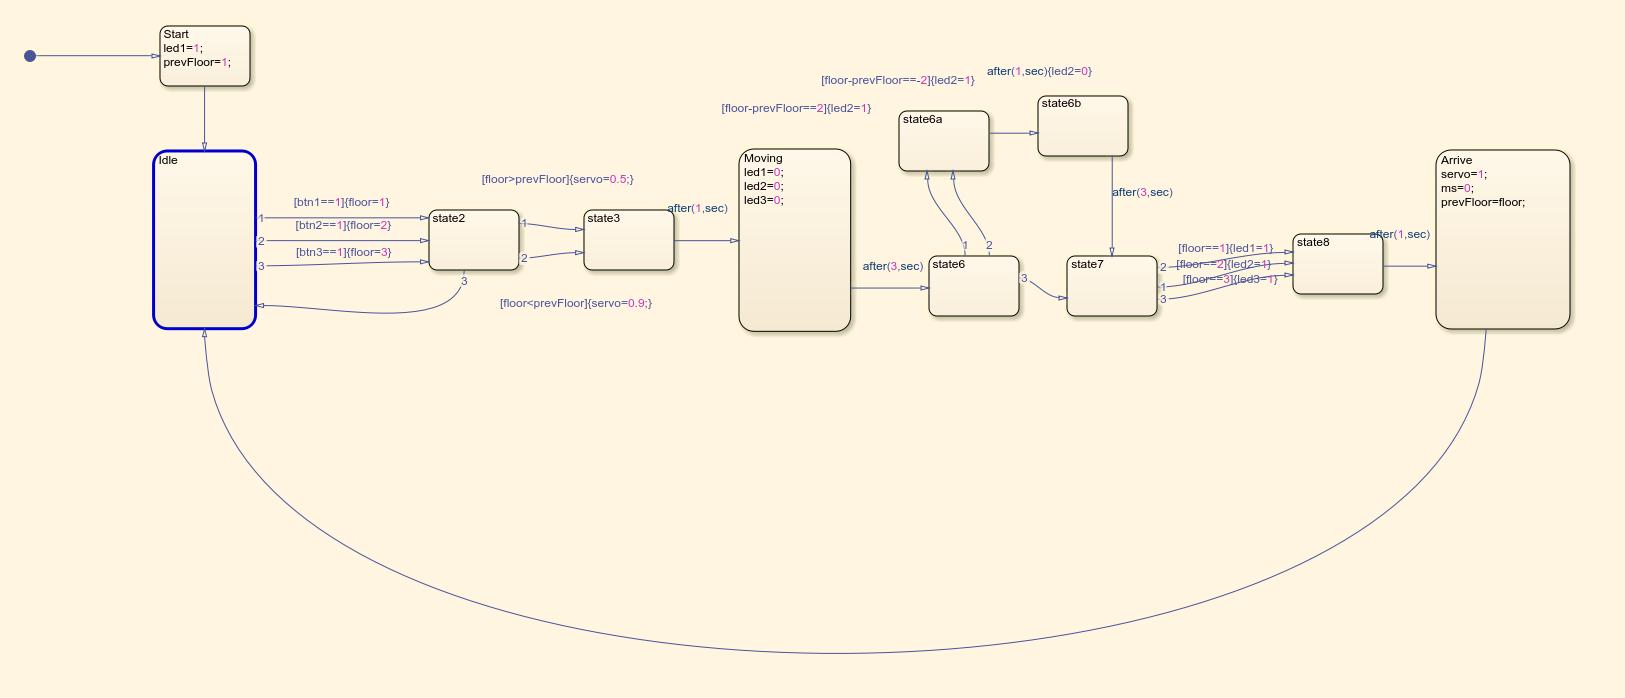 Start
led1=1;
prevFloor=1;
Idle
1
[btn1==1]{floor=1}
2
[btn2==1]{floor=2}
3
[btn3==1]{floor=3}
state2
1
2
3
[floor>prevFloor]{servo=0.5;}
[floor<prevFloor]{servo=0.9;}
state3
after(1,sec)
Moving
led1=0;
led2=0;
led3=0;
after(3,sec)
[floor-prevFloor==2]{led2=1}
[floor-prevFloor==-2]{led2=1}
after(1,sec){led2=0}
state6a
state6b
state6
1
2
3
after(3,sec)
state7
2
[floor==1]{led1=1}
1
[floor==2]{led2=1}
3
[floor==3]{led3=1}
state8
after(1,sec)
Arrive
servo=1;
ms=0;
prevFloor=floor;